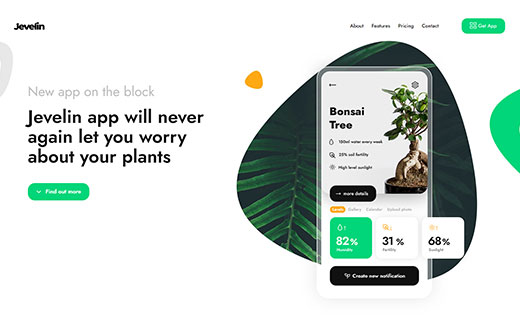 Jevelin
About Features Pricing Contact
Get App
New app on the block
Jevelin app will never
again let you worry
about your plants
Find out more
Bonsai
Tree
150ml water every week
25% soil fertility
High level sunlight
more details
Gallery Calendar Upload photo
82%
Humidity
31%
Fertility
68%
Sunlight
Create new notification